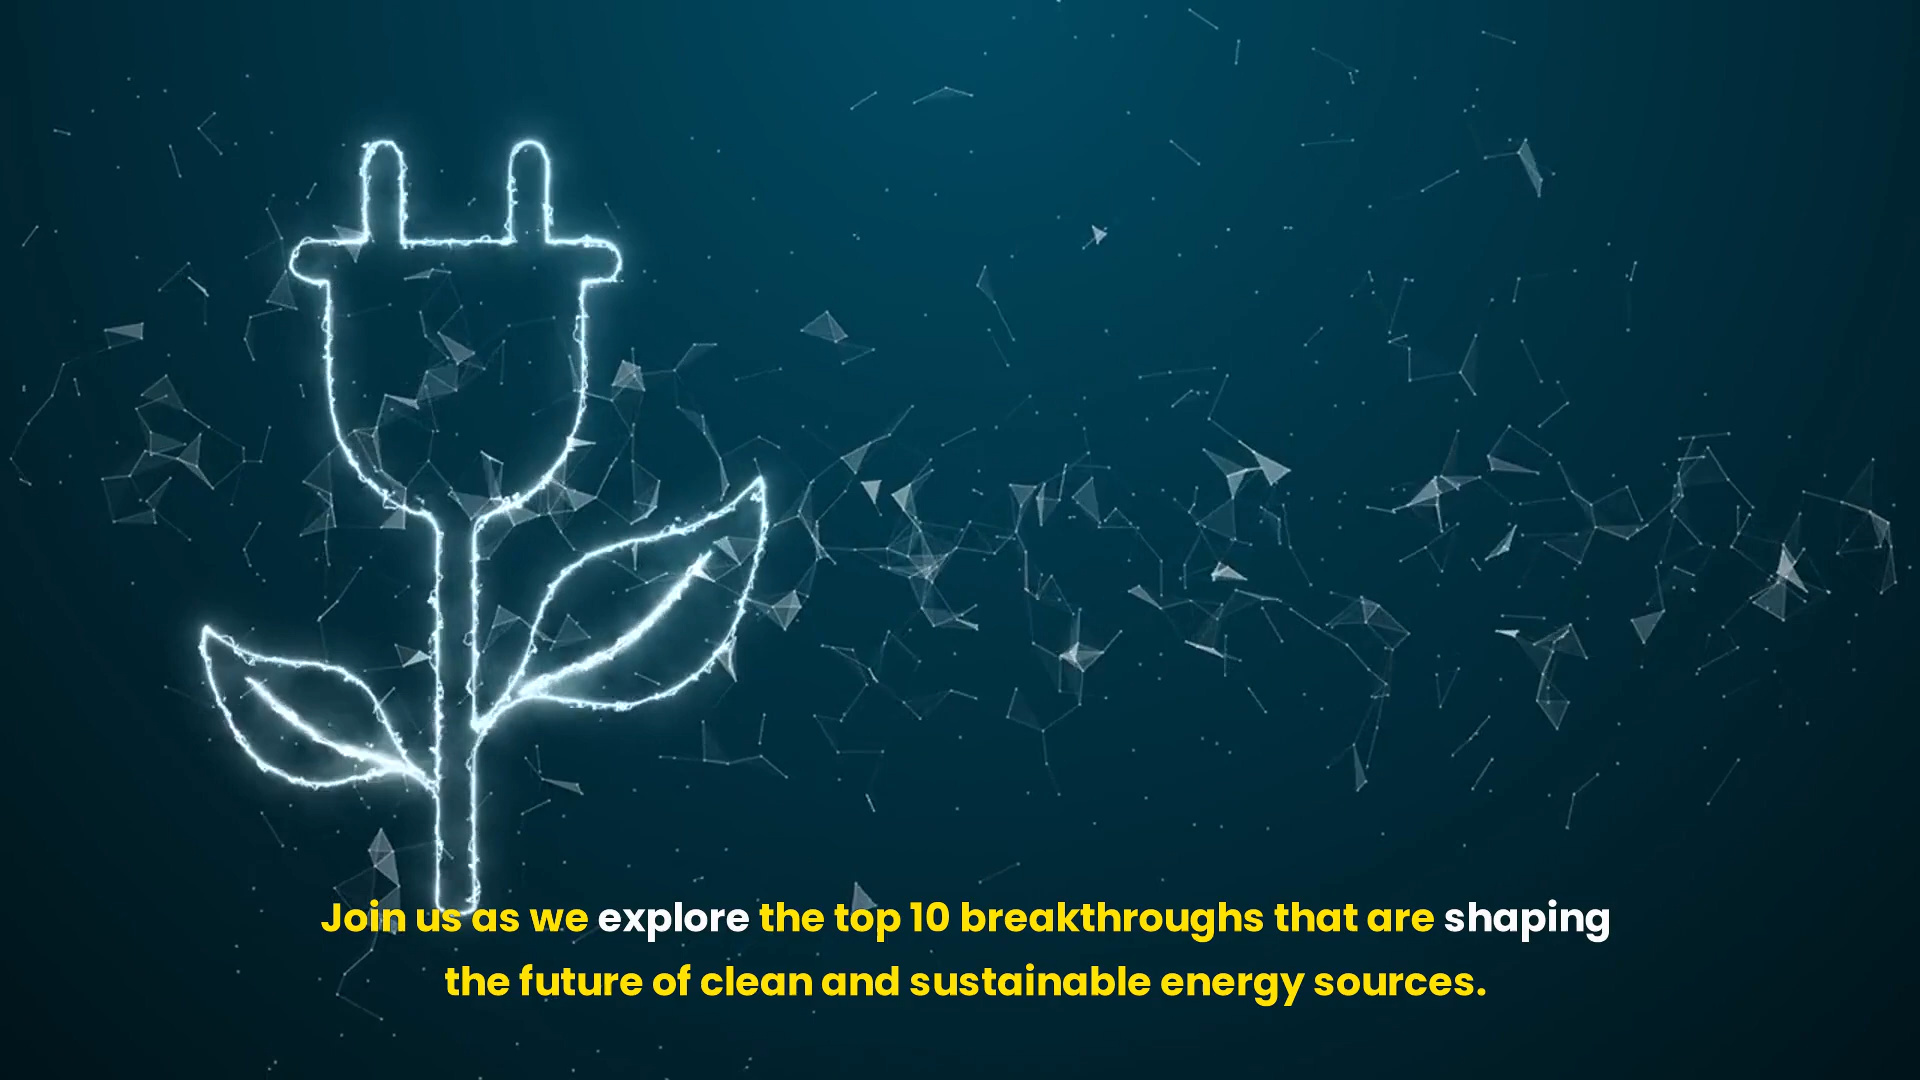 Join us as we explore the top 10 breakthroughs that are shaping
the future of clean and sustainable energy sources.